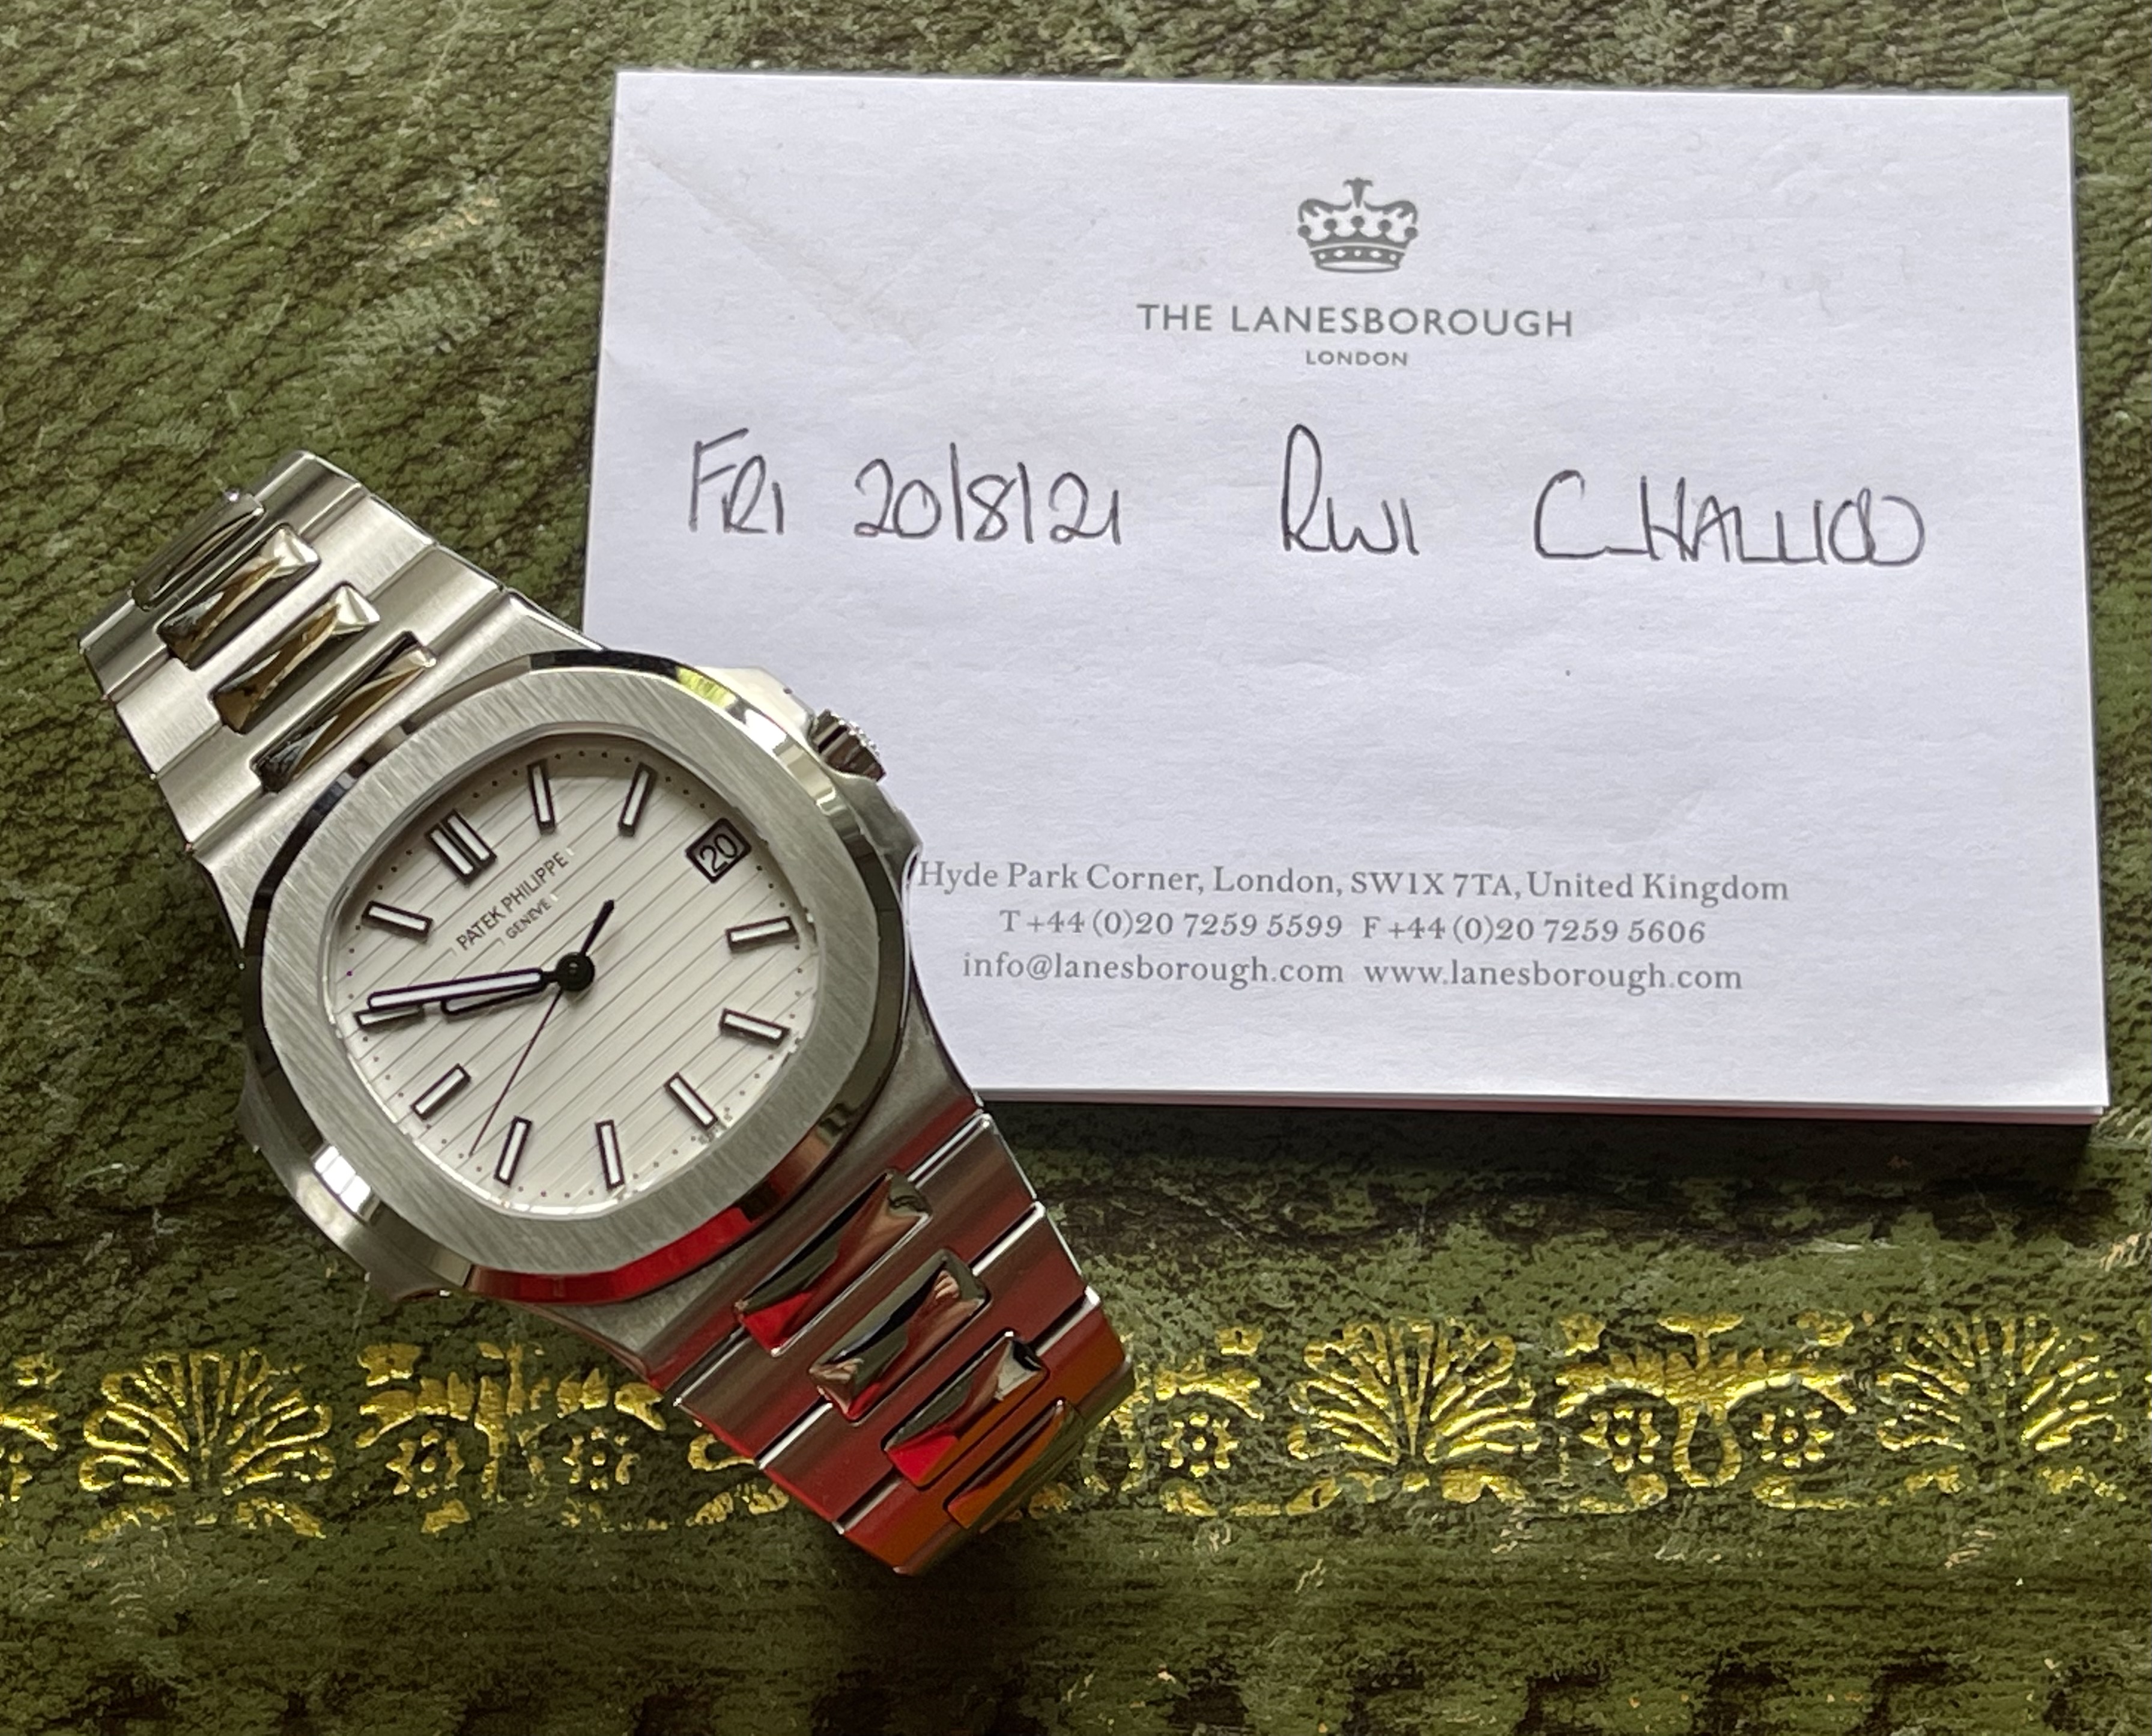 THE LANESBOROUGH
LONDON
FRI 20/8/21 RWI C_HALLIDD
Hyde Park Corner, London, SW1X 7TA, United Kingdom
T +44 (0)20 7259 5599 F +44 (0)20 7259 5606
info@lanesborough.com www.lanesborough.com
20
PATEK PHILIPPE
GENEVE